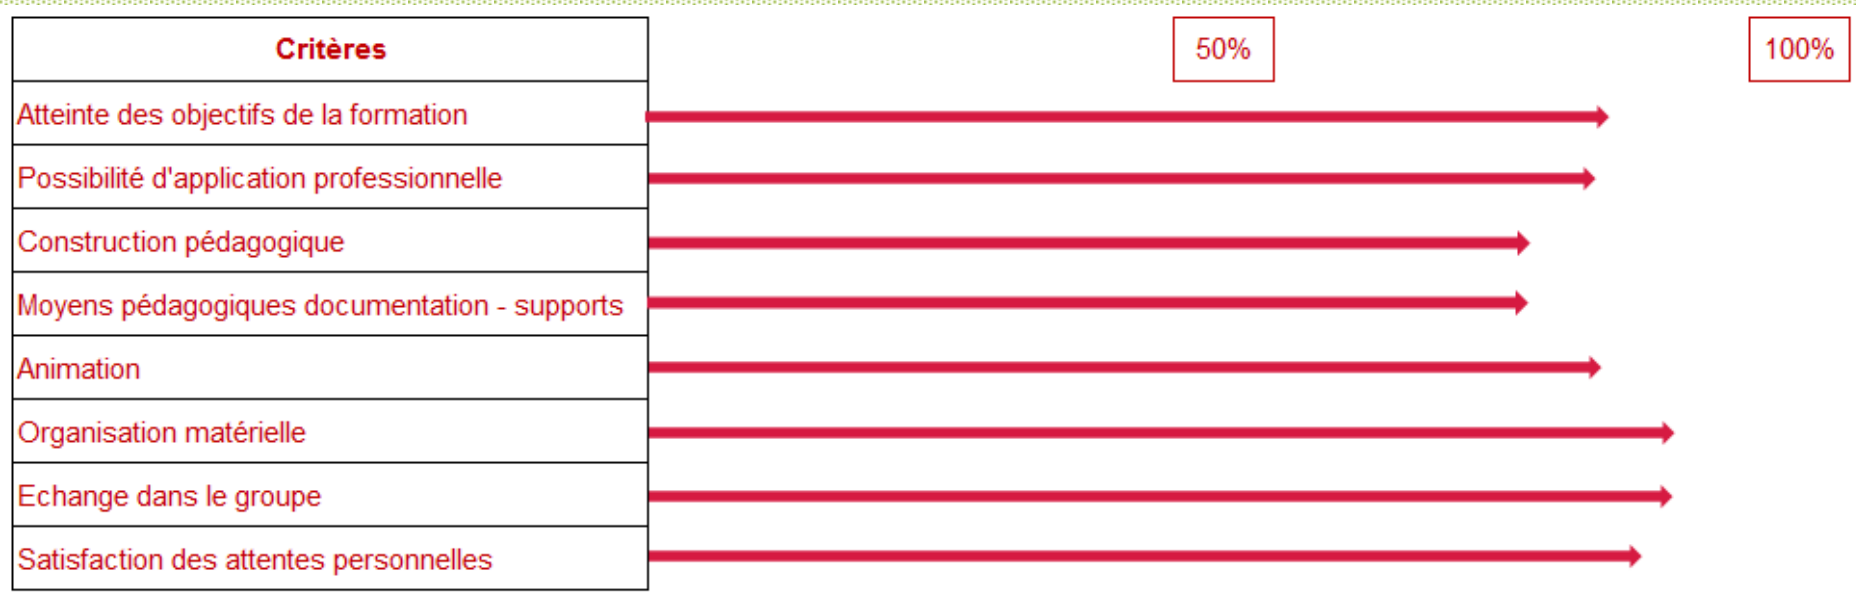 Critères
50%
100%
Atteinte des objectifs de la formation
Possibilité d'application professionnelle
Construction pédagogique
Moyens pédagogiques documentation - supports
Animation
Organisation matérielle
Echange dans le groupe
Satisfaction des attentes personnelles